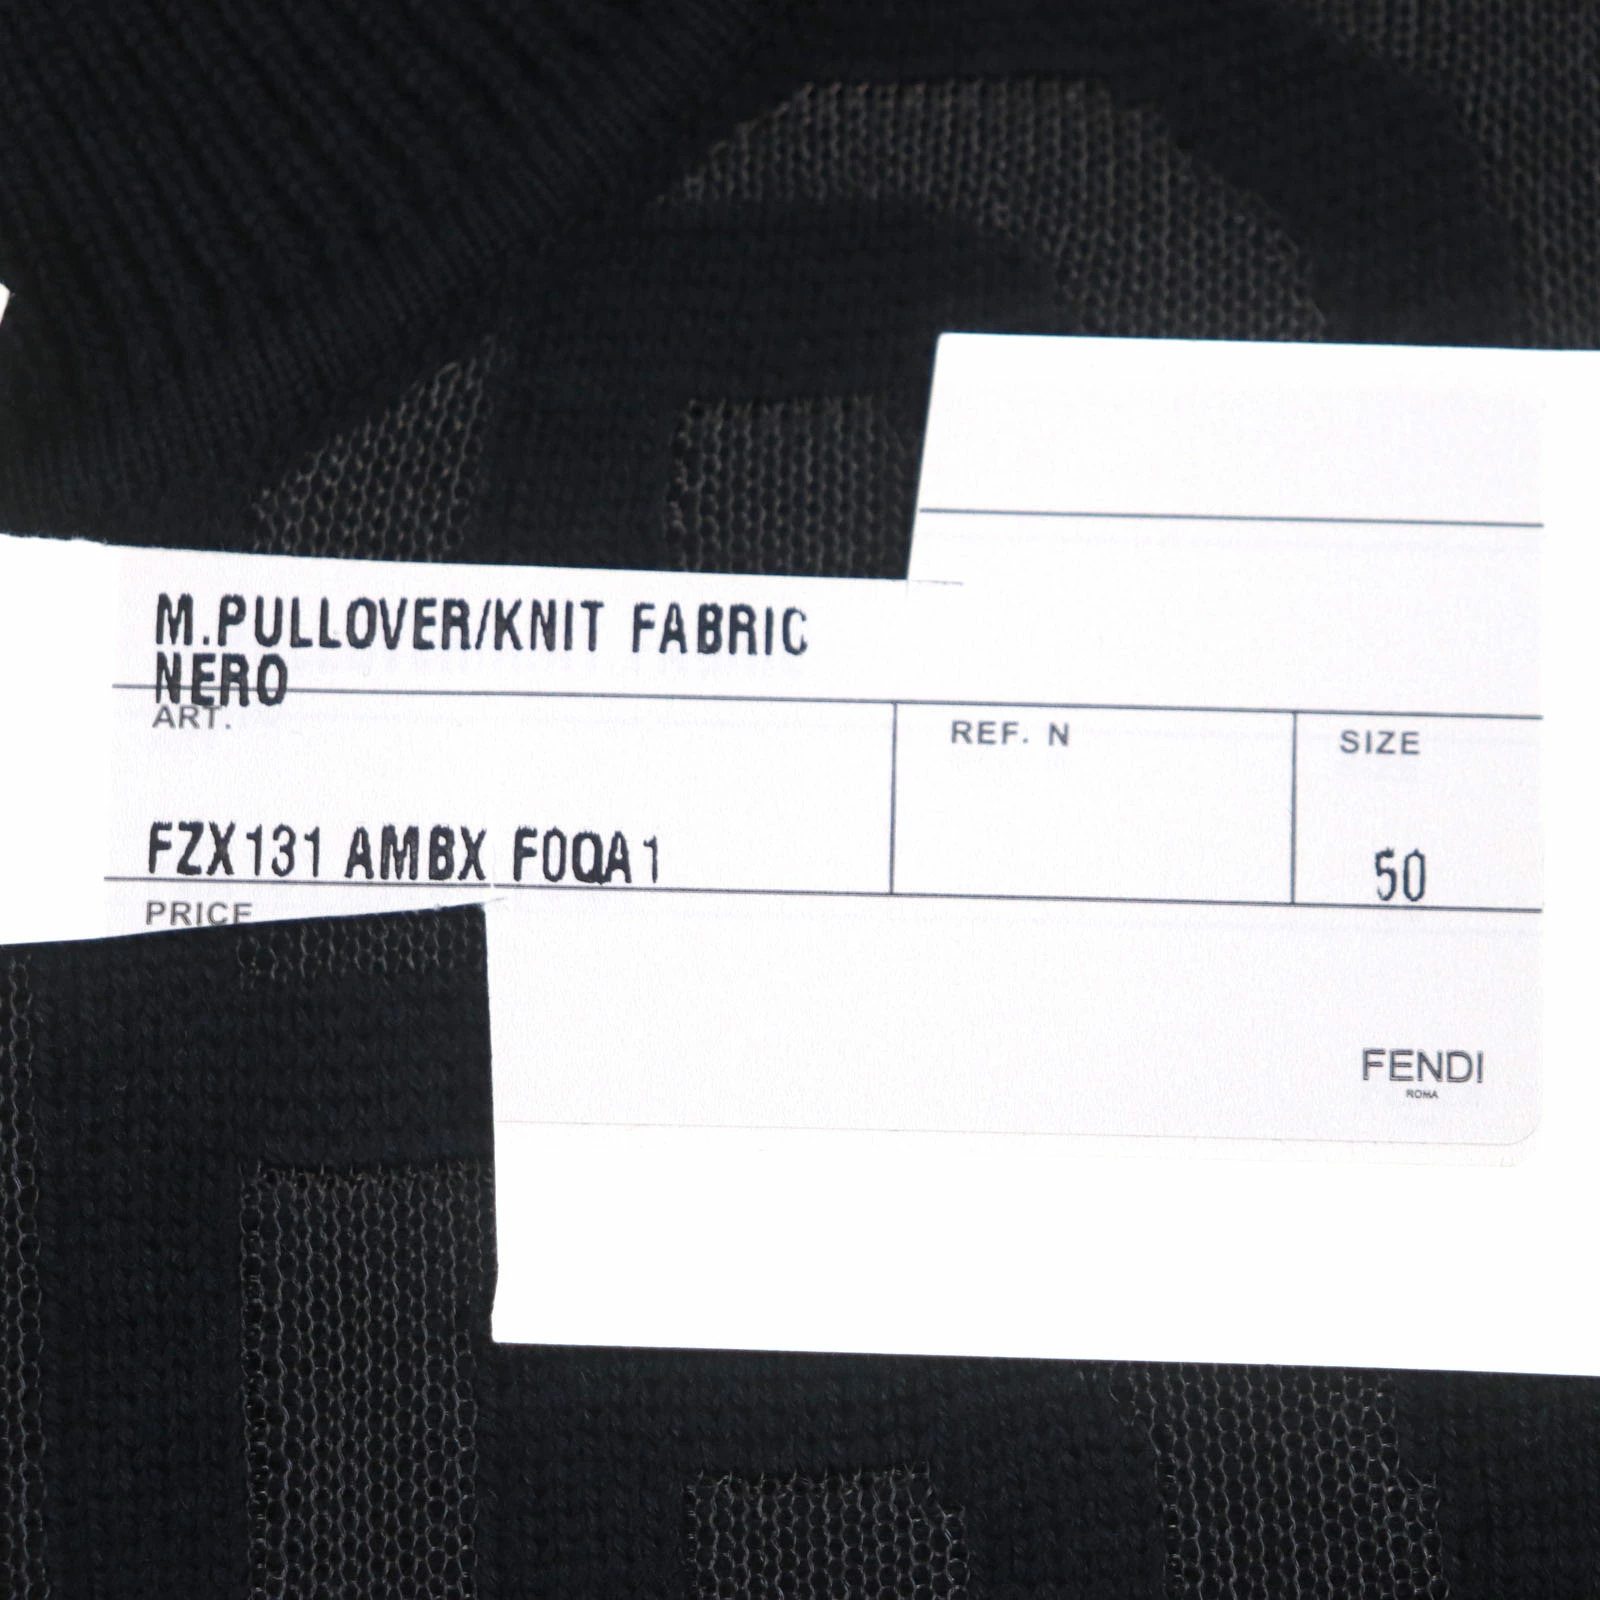 M.PULLOVER/KNIT FABRIC
NERO
ART.
REF. N
SIZE
FZX131 AMBX F0QA1
50
PRICE
FENDI
ROMA